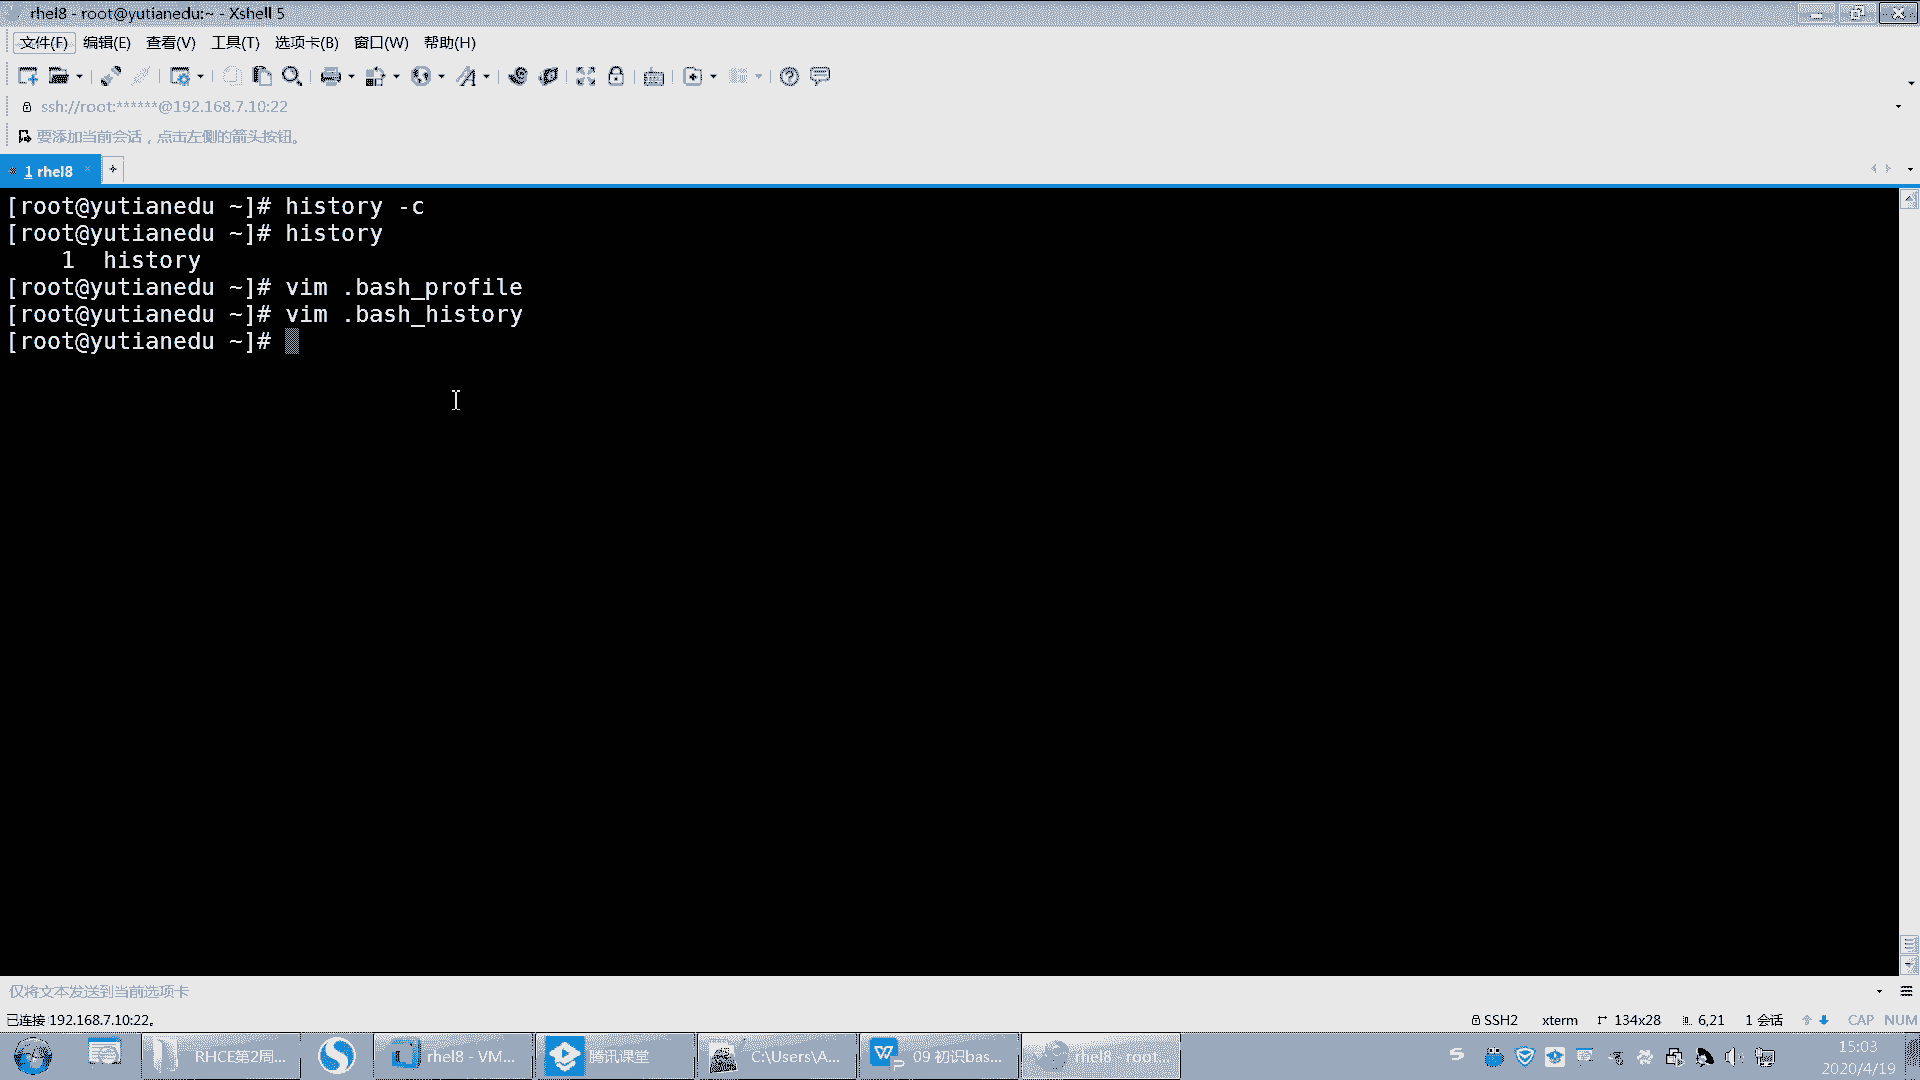 rhel8 - root@yutianedu:~ - Xshell 5
文件(F) 编辑(E) 查看(V) 工具(T) 选项卡(B) 窗口(W) 帮助(H)
ssh://root:******@192.168.7.10:22
要添加当前会话，点击左侧的箭头按钮。
1 rhel8
[root@yutianedu ~]# history -c
[root@yutianedu ~]# history
1 history
[root@yutianedu ~]# vim .bash_profile
[root@yutianedu ~]# vim .bash_history
[root@yutianedu ~]#
仅将文本发送到当前选项卡
已连接 192.168.7.10:22。 SSH2 xterm 134x28 6,21 1 会话 CAP NUM
RHCE第2周... rhel8 - VM... 腾讯课堂 C:\Users\A... 09 初识bas... rhel8 - root... 15:03
2020/4/19